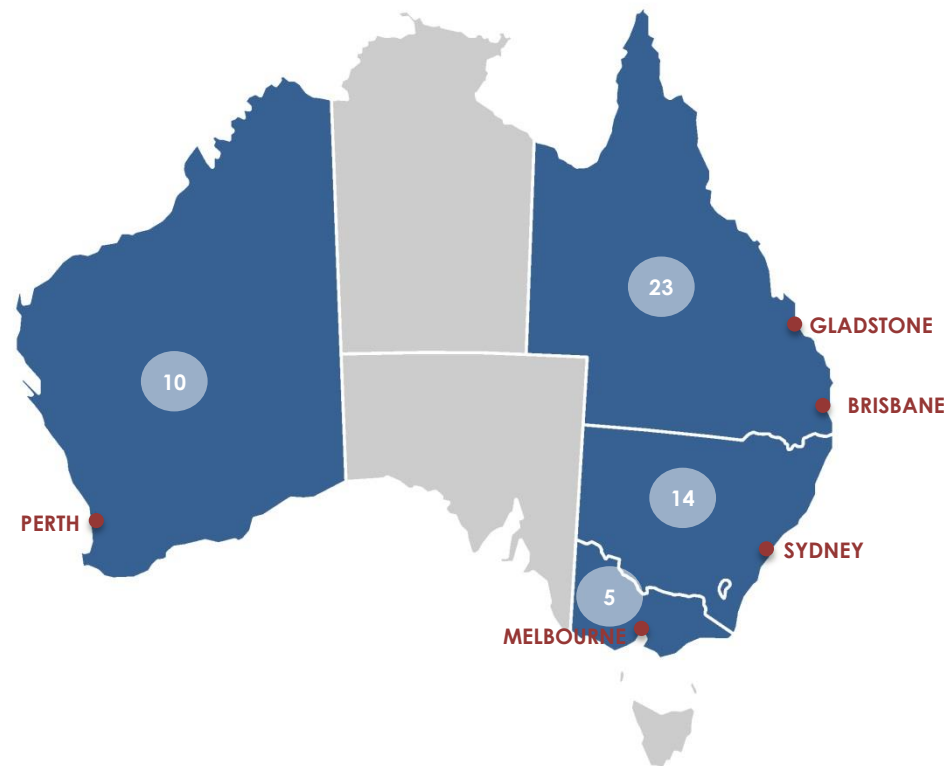 23
GLADSTONE
10
BRISBANE
14
PERTH
SYDNEY
5
MELBOURNE